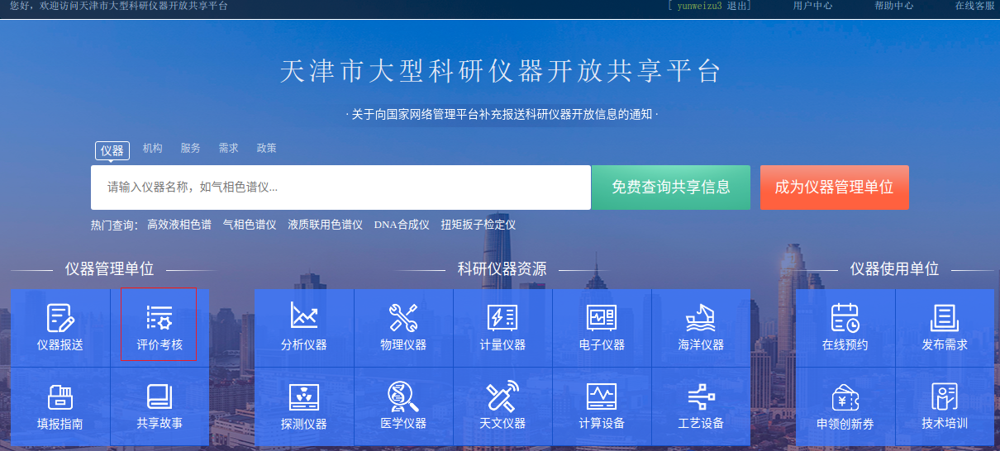 您好，欢迎访问天津市大型科研仪器开放共享平台
[ yunweizu3 退出]
用户中心
帮助中心
在线客服
天津市大型科研仪器开放共享平台
· 关于向国家网络管理平台补充报送科研仪器开放信息的通知 ·
仪器 机构 服务 需求 政策
请输入仪器名称，如气相色谱仪...
免费查询共享信息
成为仪器管理单位
热门查询： 高效液相色谱 气相色谱仪 液质联用色谱仪 DNA合成仪 扭矩扳子检定仪
仪器管理单位
仪器报送 评价考核
填报指南 共享故事
科研仪器资源
分析仪器 物理仪器 计量仪器 电子仪器 海洋仪器
探测仪器 医学仪器 天文仪器 计算设备 工艺设备
仪器使用单位
在线预约 发布需求
申领创新券 技术培训